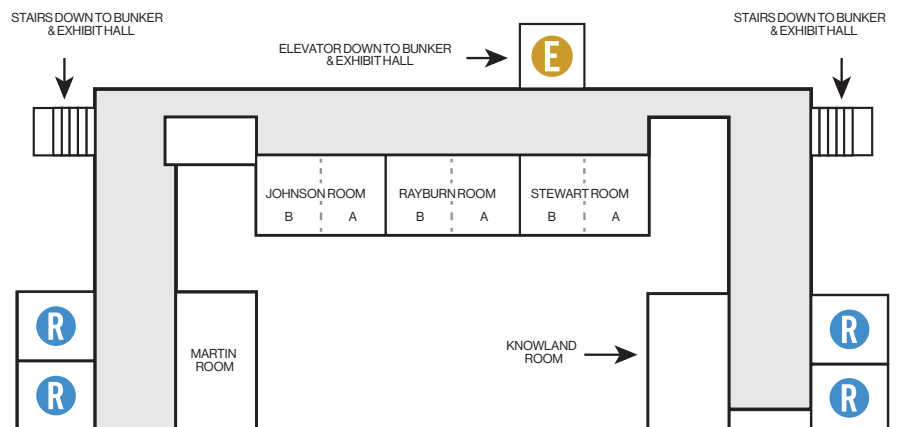 STAIRS DOWN TO BUNKER
& EXHIBIT HALL
ELEVATOR DOWN TO BUNKER
& EXHIBIT HALL
E
STAIRS DOWN TO BUNKER
& EXHIBIT HALL
JOHNSON ROOM
B A
RAYBURN ROOM
B A
STEWART ROOM
B A
R
R
MARTIN
ROOM
KNOWLAND
ROOM
R
R